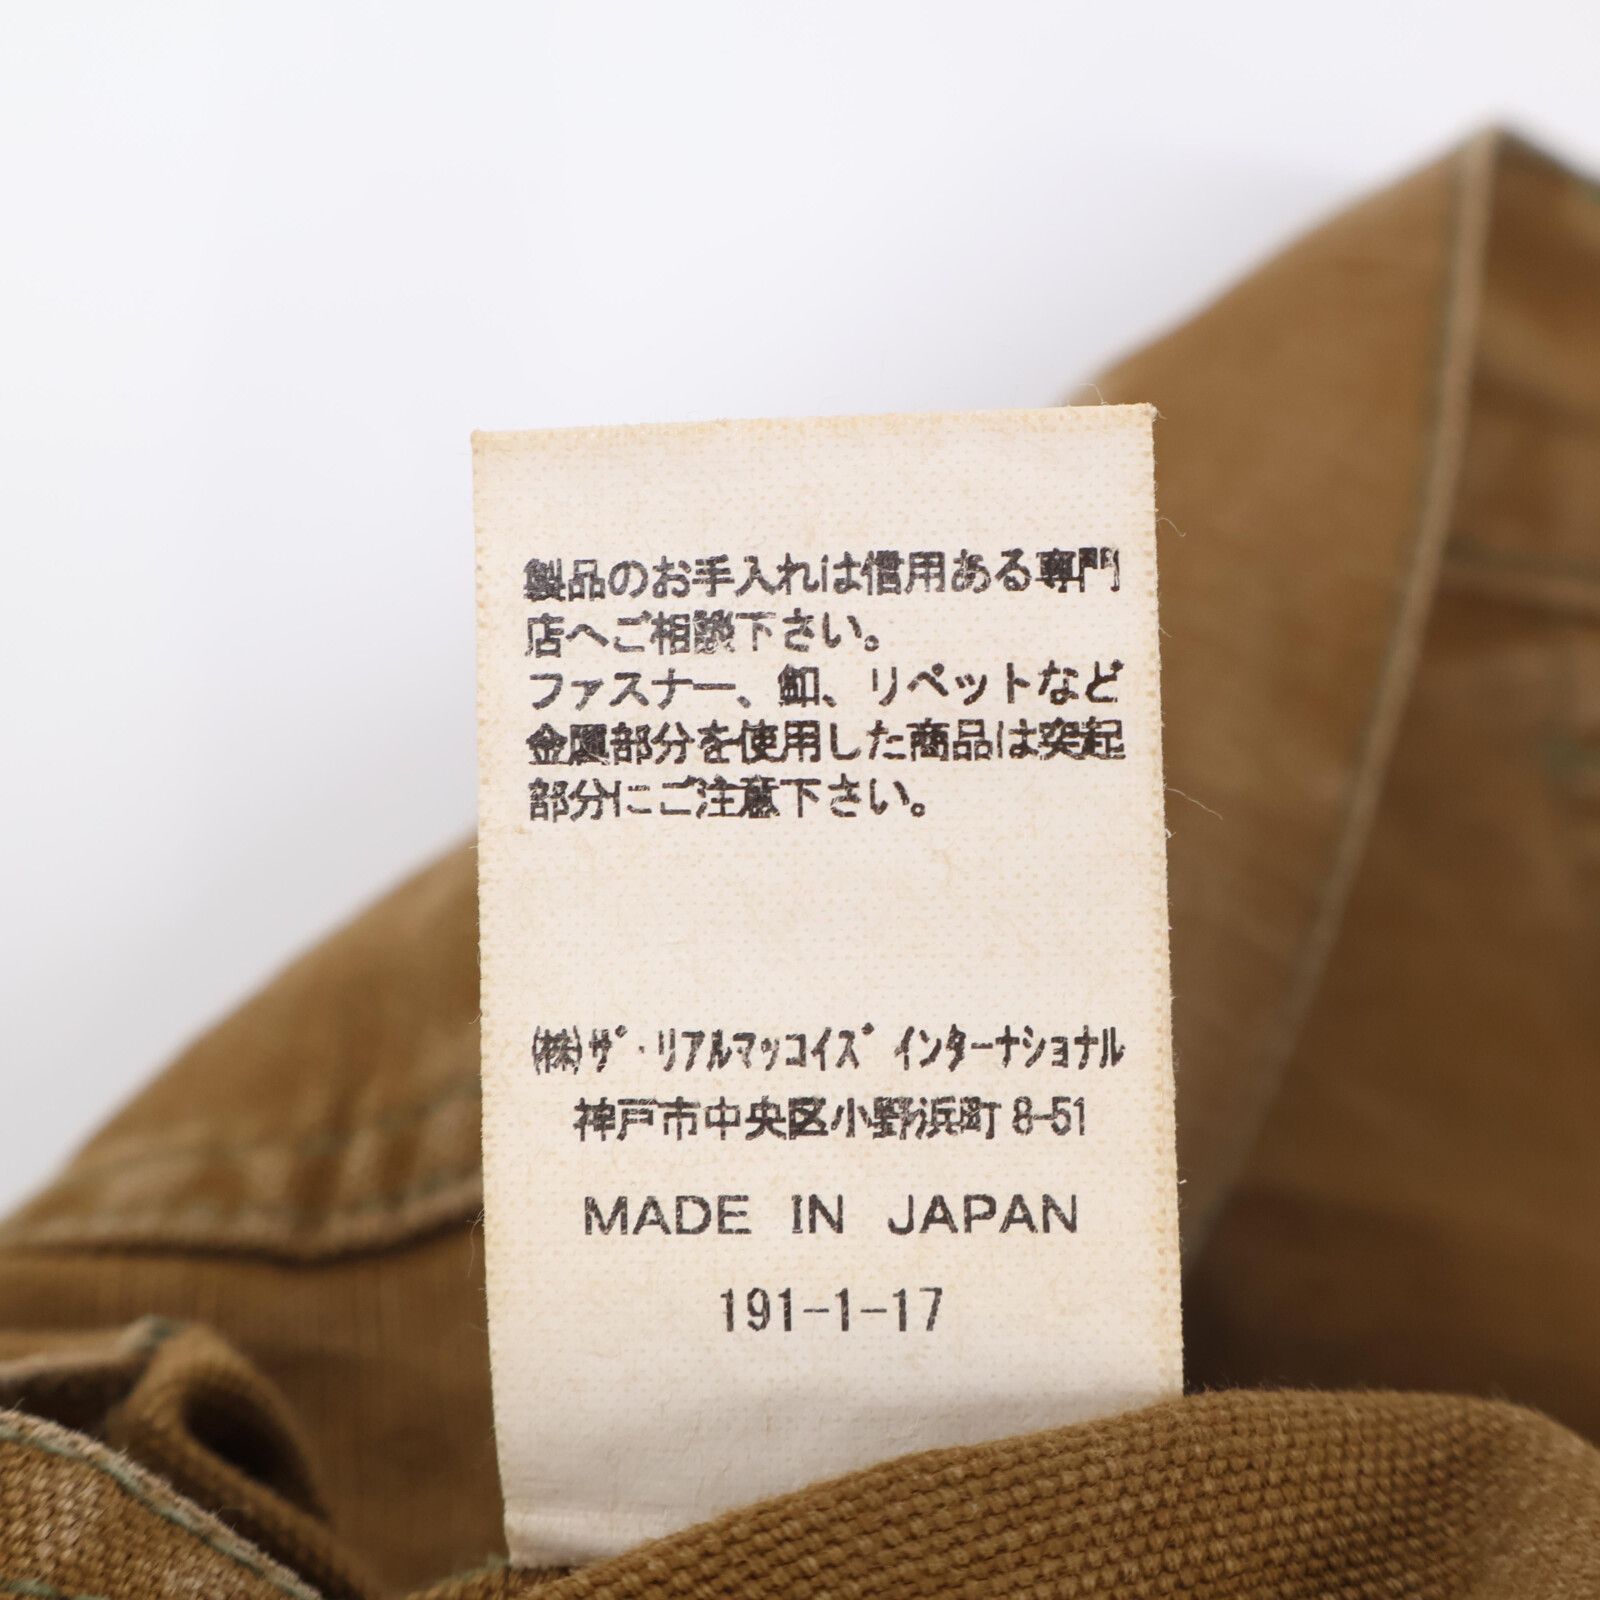 製品のお手入れは信用ある専門
店へご相談下さい。
ファスナー、釦、リベットなど
金属部分を使用した商品は突起
部分にご注意下さい。
㈱ザ・リアルマッコイズ インターナショナル
神戸市中央区小野浜町8-51
MADE IN JAPAN
191-1-17